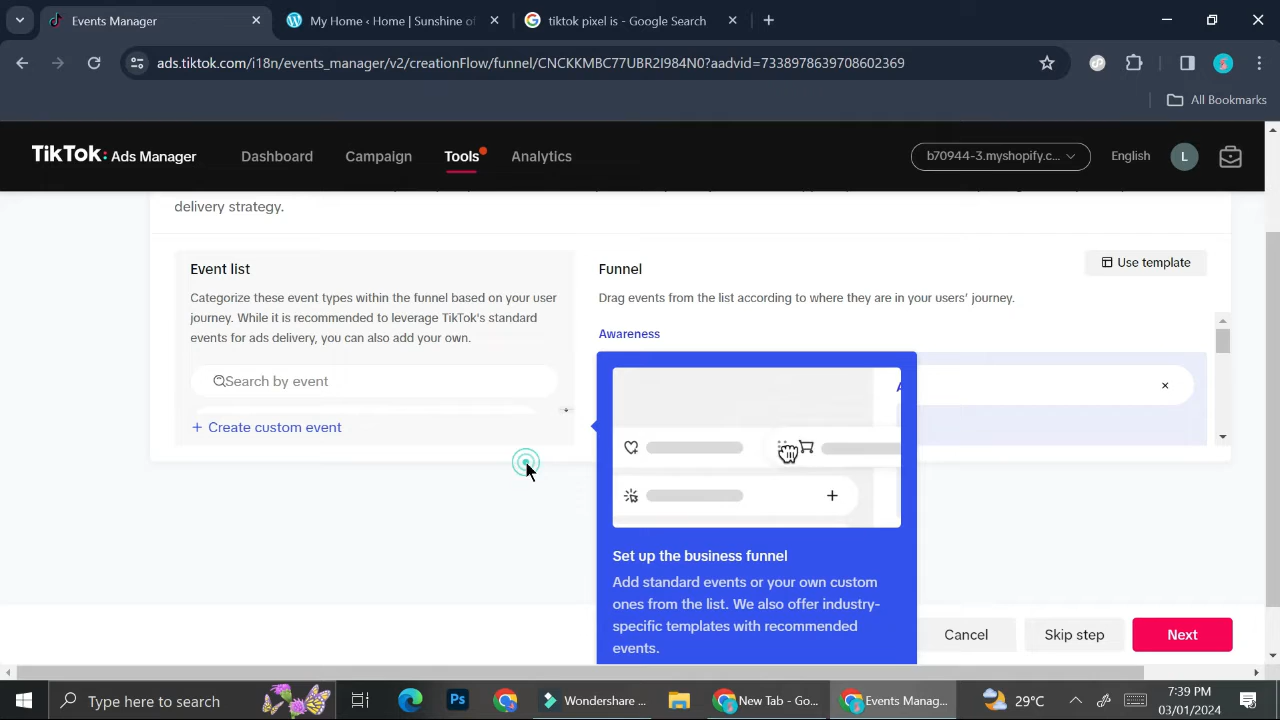 Events Manager
My Home ‹ Home | Sunshine of
tiktok pixel is - Google Search
ads.tiktok.com/i18n/events_manager/v2/creationFlow/funnel/CNCKKMBC77UBR2I984N0?aadvid=7338978639708602369
All Bookmarks
TikTok: Ads Manager
Dashboard
Campaign
Tools
Analytics
b70944-3.myshopify.c...
English
L
delivery strategy.
Event list
Categorize these event types within the funnel based on your user
journey. While it is recommended to leverage TikTok's standard
events for ads delivery, you can also add your own.
Search by event
+ Create custom event
Funnel
Use template
Drag events from the list according to where they are in your users' journey.
Awareness
Set up the business funnel
Add standard events or your own custom
ones from the list. We also offer industry-
specific templates with recommended
events.
Cancel
Skip step
Next
Type here to search
Ps
Wondershare ...
New Tab - Go...
Events Manag...
29°C
7:39 PM
03/01/2024